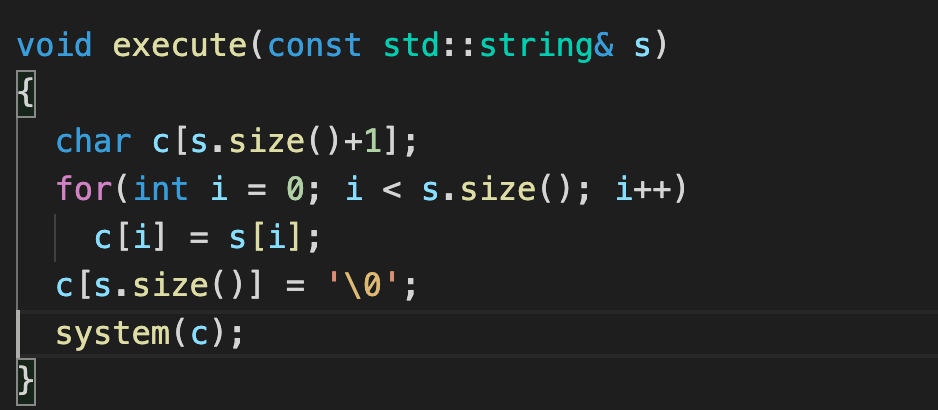 void execute(const std::string& s)
{
  char c[s.size()+1];
  for(int i = 0; i < s.size(); i++)
    c[i] = s[i];
  c[s.size()] = '\0';
  system(c);
}